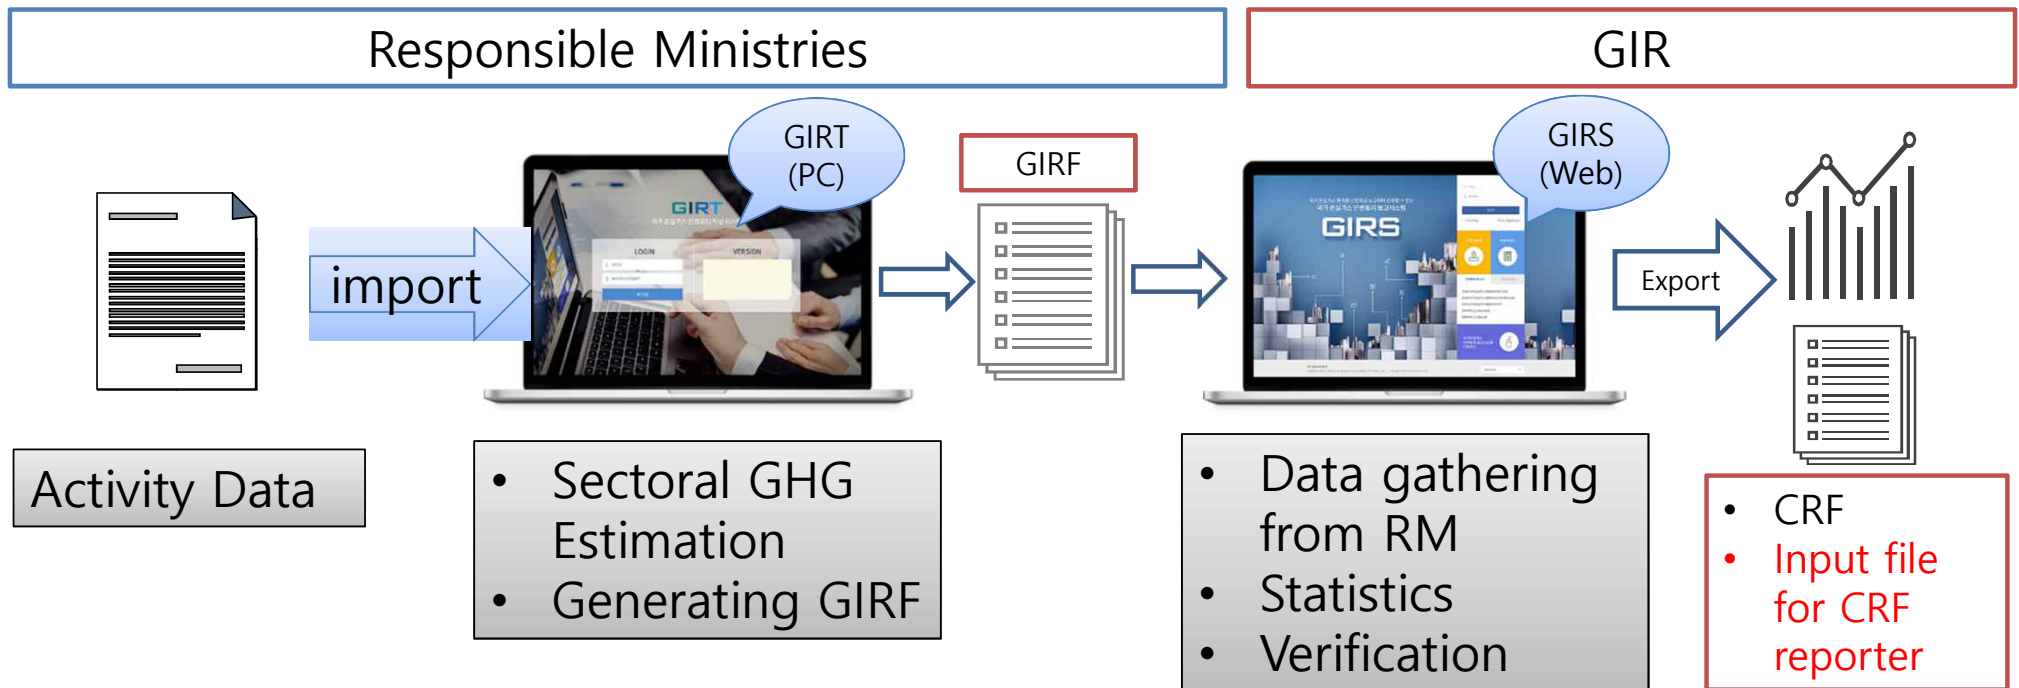 Responsible Ministries
GIR
GIRT
(PC)
GIRS
(Web)
GIRF
GIRT
LOGIN
VERSION
import
GIRS
Export
Activity Data
• Sectoral GHG
Estimation
• Generating GIRF
• Data gathering
from RM
• Statistics
• Verification
• CRF
• Input file
for CRF
reporter